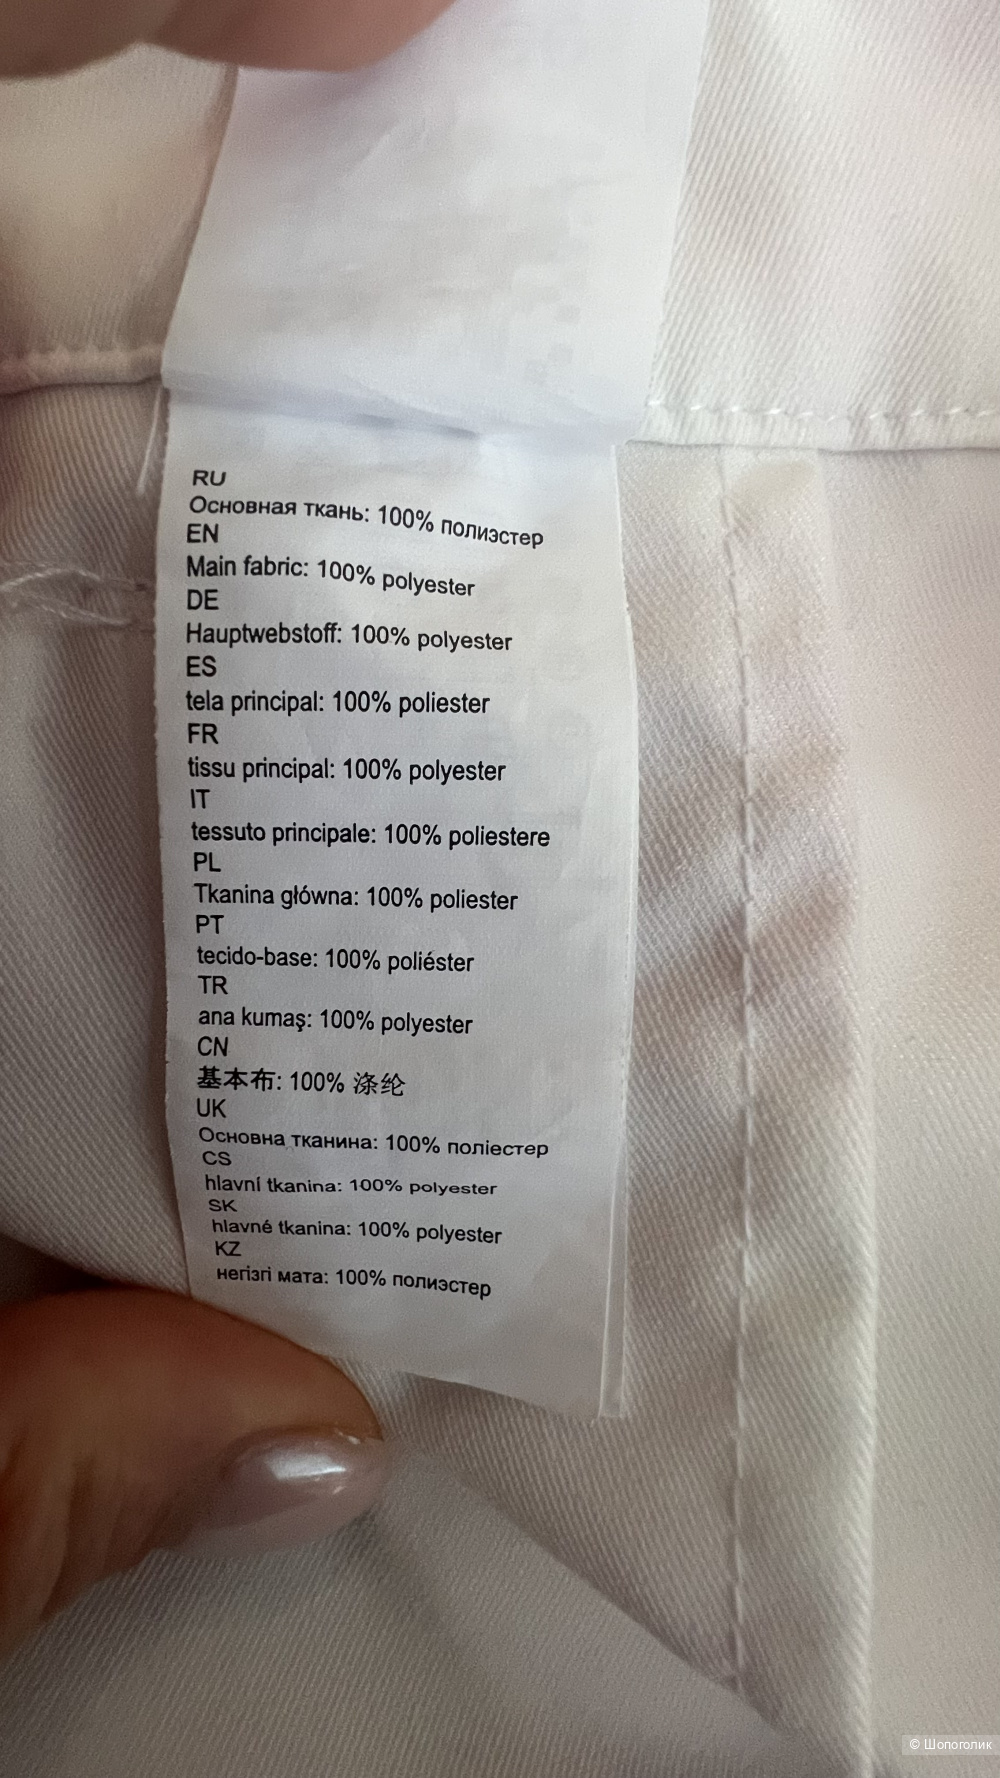 RU
Основная ткань: 100% полиэстер
EN
Main fabric: 100% polyester
DE
Hauptwebstoff: 100% polyester
ES
tela principal: 100% poliester
FR
tissu principal: 100% polyester
IT
tessuto principale: 100% poliestere
PL
Tkanina główna: 100% poliester
PT
tecido-base: 100% poliéster
TR
ana kumaş: 100% polyester
CN
基本布: 100% 涤纶
UK
Основна тканина: 100% поліестер
CS
hlavní tkanina: 100% polyester
SK
hlavné tkanina: 100% polyester
KZ
негізгі мата: 100% полиэстер
© Шопоголик